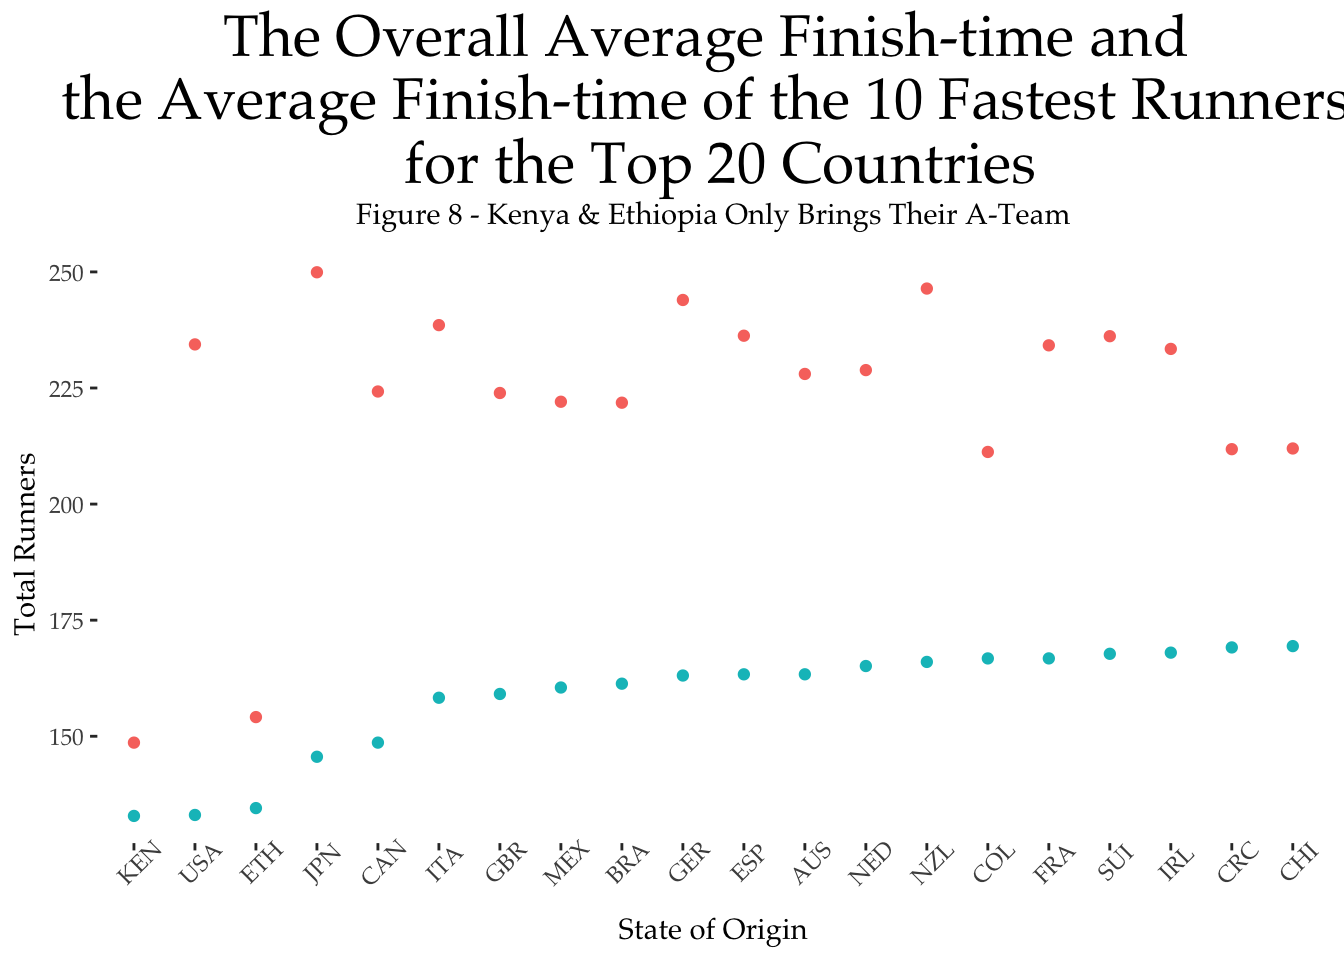 The Overall Average Finish-time and
the Average Finish-time of the 10 Fastest Runners
for the Top 20 Countries
Figure 8 - Kenya & Ethiopia Only Brings Their A-Team
250
225
200
175
150
Total Runners
KEN USA ETH JPN CAN ITA GBR MEX BRA GER ESP AUS NED NZL COL FRA SUI IRL CRC CHI
State of Origin